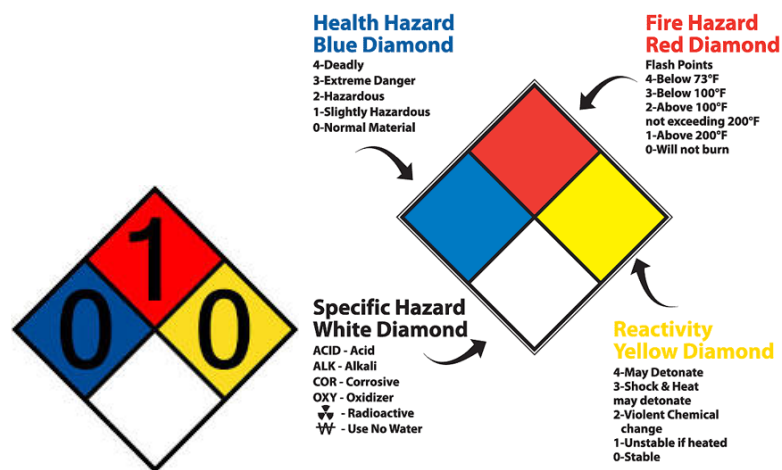 Health Hazard
Blue Diamond
4-Deadly
3-Extreme Danger
2-Hazardous
1-Slightly Hazardous
0-Normal Material
Fire Hazard
Red Diamond
Flash Points
4-Below 73°F
3-Below 100°F
2-Above 100°F
not exceeding 200°F
1-Above 200°F
0-Will not burn
1
0
0
Specific Hazard
White Diamond
ACID - Acid
ALK - Alkali
COR - Corrosive
OXY - Oxidizer
☢ - Radioactive
W - Use No Water
Reactivity
Yellow Diamond
4-May Detonate
3-Shock & Heat
may detonate
2-Violent Chemical
change
1-Unstable if heated
0-Stable